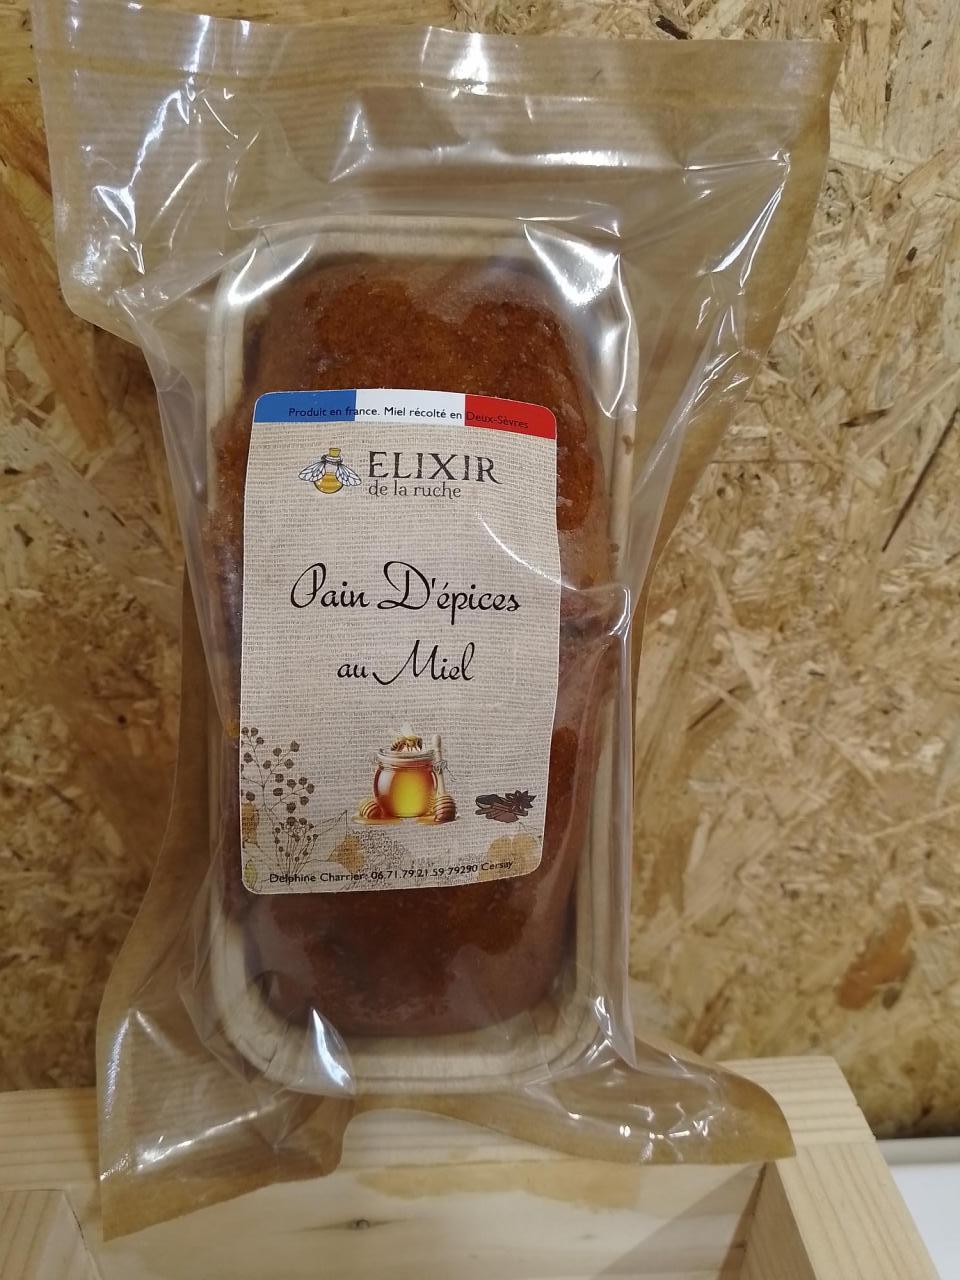 Produit en france. Miel récolté en Deux-Sèvres
ELIXIR
de la ruche
Pain D'épices
au Miel
Delphine Charrier: 06.71.79.21.59 79290 Cersay